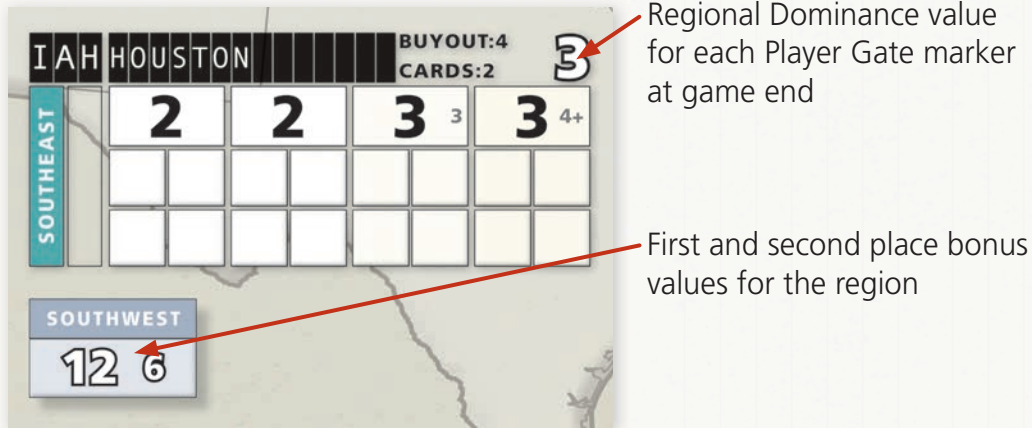 IAH HOUSTON
BUYOUT:4
CARDS:2
3
SOUTHEAST
2 2 3 3 3 4+
SOUTHWEST
12 6
Regional Dominance value
for each Player Gate marker
at game end
First and second place bonus
values for the region